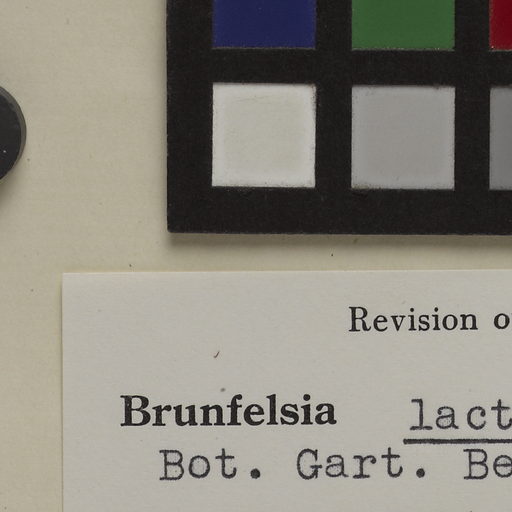 Revision o
Brunfelsia lact
Bot. Gart. Be